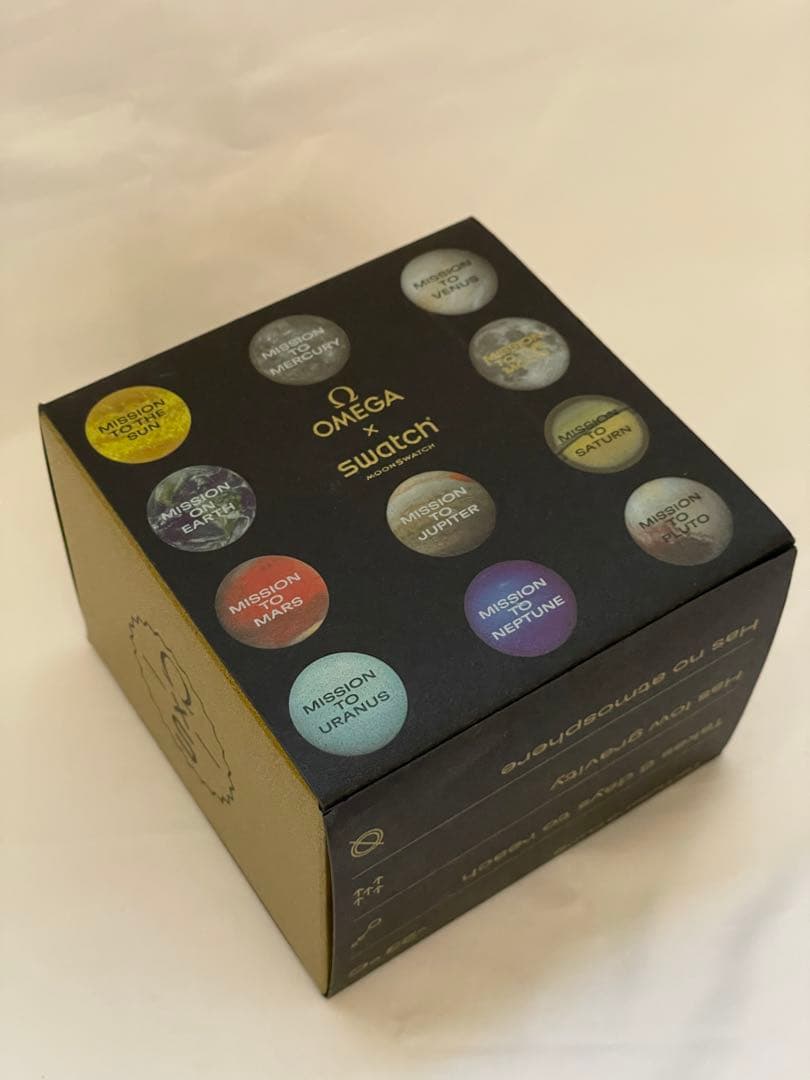 MISSION
TO
VENUS
MISSION
TO
MERCURY
MISSION
MISSION
TO THE
SUN
Ω
OMEGA
x
swatch
MOONSWATCH
MISSION
TO
SATURN
MISSION
ON
EARTH
MISSION
TO
JUPITER
MISSION
TO
PLUTO
MISSION
TO
MARS
MISSION
TO
NEPTUNE
MISSION
TO
URANUS
Has no atmosphere
Has low gravity
Takes 3 days to reach